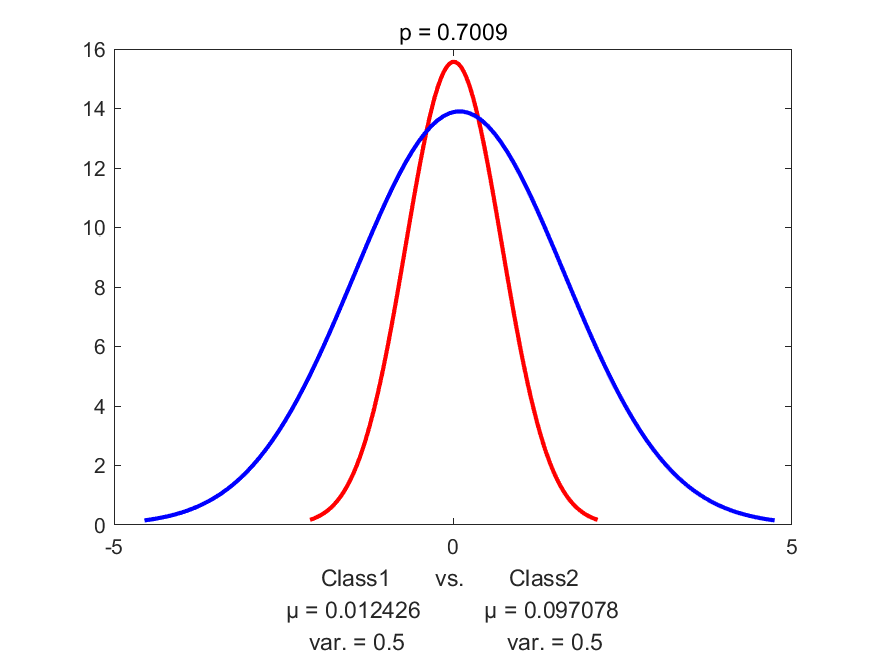 p = 0.7009
16
14
12
10
8
6
4
2
0
-5 0 5
Class1 vs. Class2
μ = 0.012426 μ = 0.097078
var. = 0.5 var. = 0.5